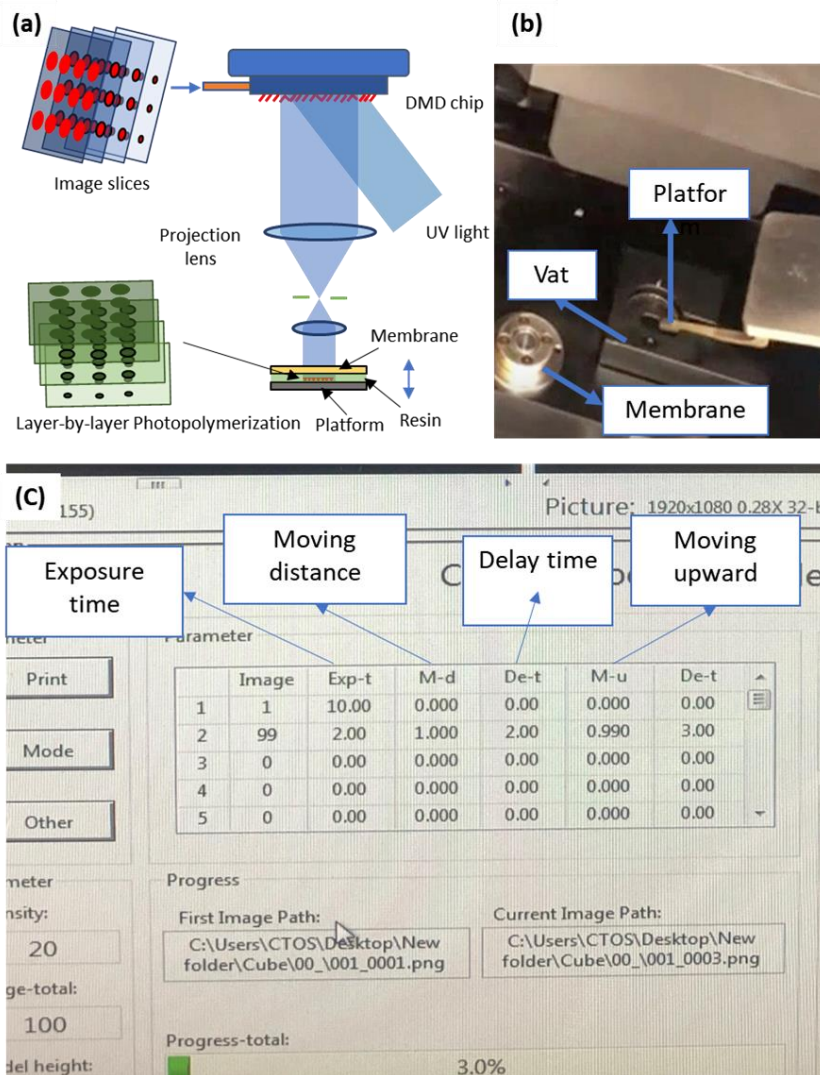 (a)
Image slices
DMD chip
Projection
lens
UV light
Membrane
Resin
Platform
Layer-by-layer Photopolymerization
(b)
Platfor
m
Vat
Membrane
(C)
155)
Picture: 1920x1080 0.28X 32-b
Exposure
time
Moving
distance
Delay time
Moving
upward
Parameter
Print
Mode
Other
Image Exp-t M-d De-t M-u De-t
1 1 10.00 0.000 0.00 0.000 0.00
2 99 2.00 1.000 2.00 0.990 3.00
3 0 0.00 0.000 0.00 0.000 0.00
4 0 0.00 0.000 0.00 0.000 0.00
5 0 0.00 0.000 0.00 0.000 0.00
meter
nsity:
20
ge-total:
100
del height:
Progress
First Image Path:
C:\Users\CTOS\Desktop\New
folder\Cube\00_\001_0001.png
Current Image Path:
C:\Users\CTOS\Desktop\New
folder\Cube\00_\001_0003.png
Progress-total:
3.0%